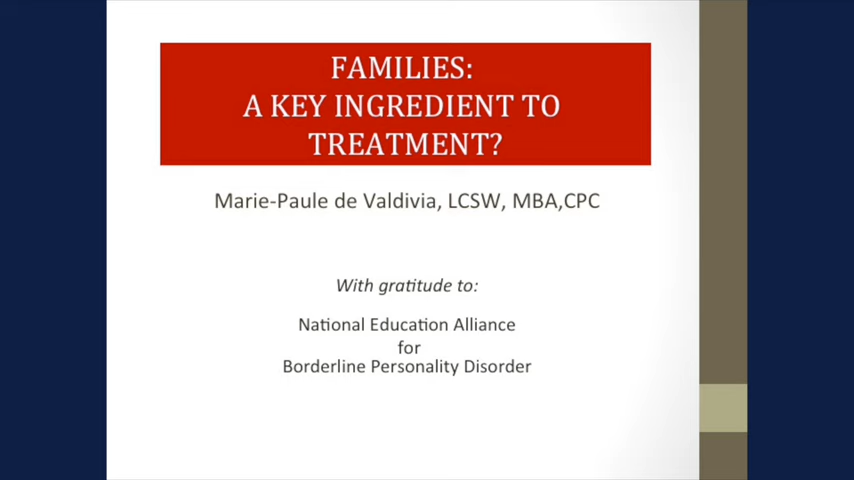 FAMILIES:
A KEY INGREDIENT TO
TREATMENT?
Marie-Paule de Valdivia, LCSW, MBA,CPC
With gratitude to:
National Education Alliance
for
Borderline Personality Disorder